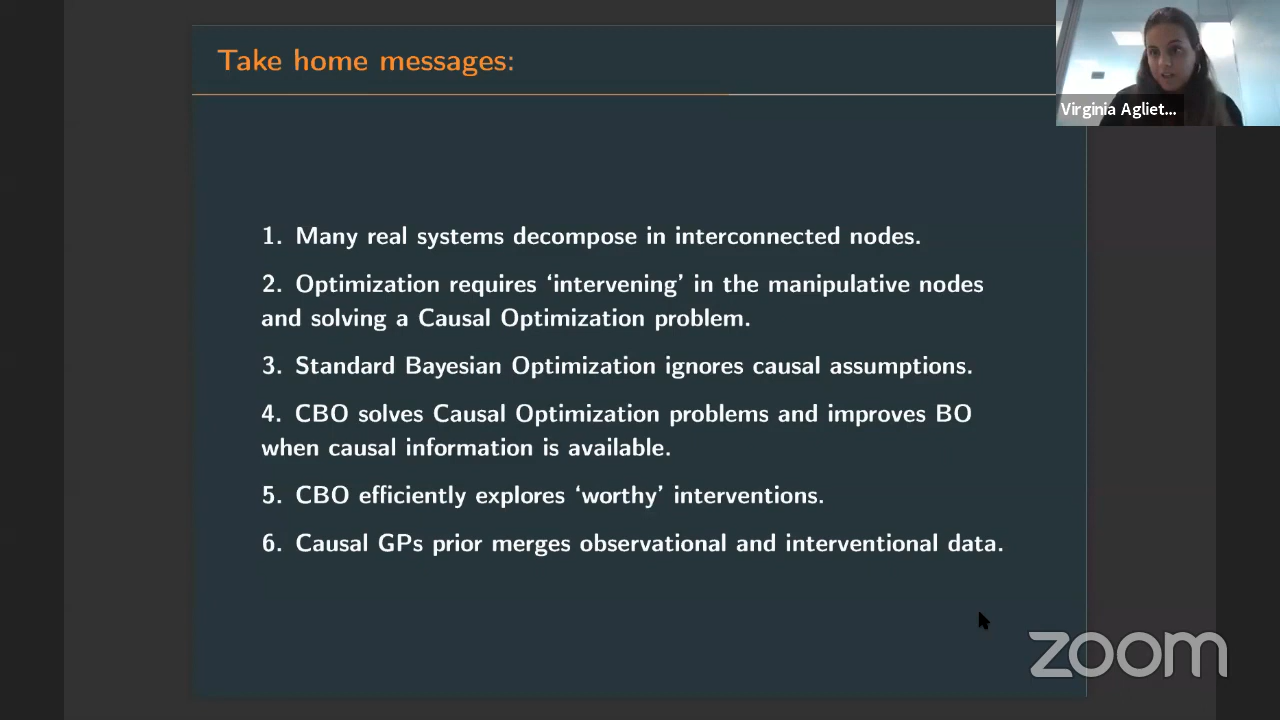 Take home messages:
Virginia Agliet...
1. Many real systems decompose in interconnected nodes.
2. Optimization requires ‘intervening’ in the manipulative nodes
and solving a Causal Optimization problem.
3. Standard Bayesian Optimization ignores causal assumptions.
4. CBO solves Causal Optimization problems and improves BO
when causal information is available.
5. CBO efficiently explores ‘worthy’ interventions.
6. Causal GPs prior merges observational and interventional data.
zoom